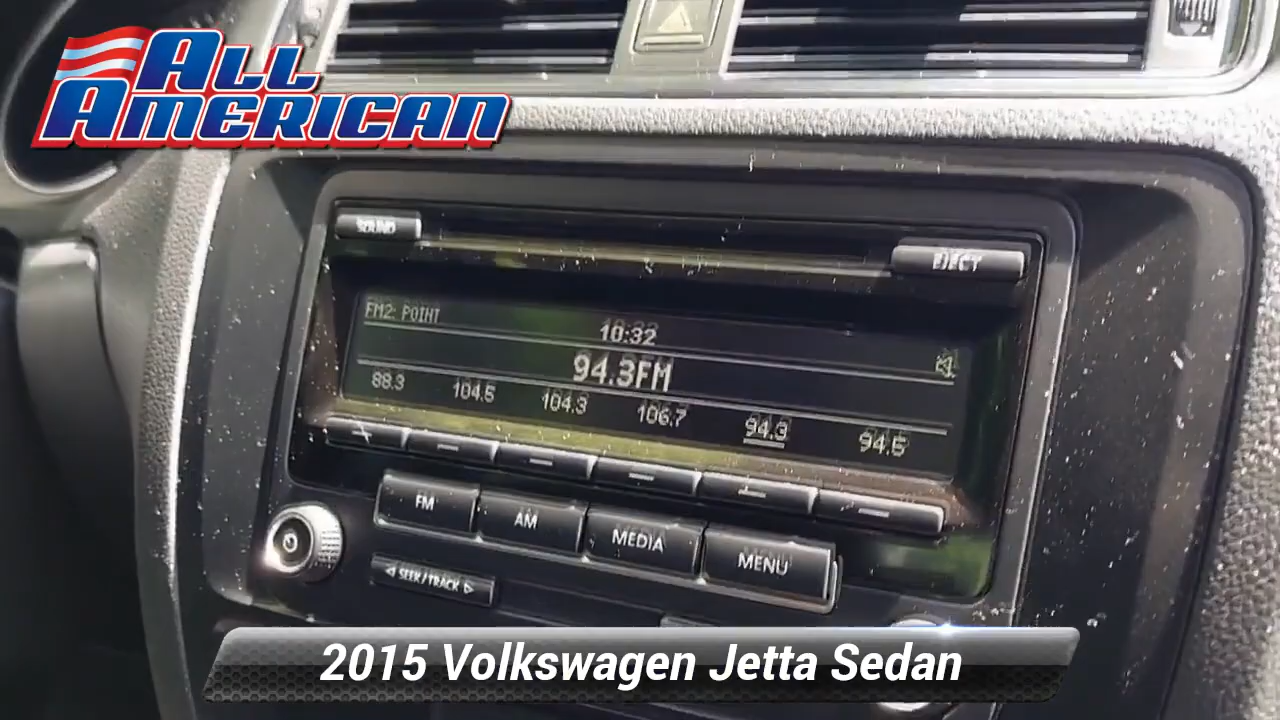 ALL
AMERICAN
SOUND
EJECT
FM2: POINT
10:32
94.3FM
88.3 104.5 104.3 106.7 94.3 94.5
FM AM MEDIA MENU
SEEK/TRACK
2015 Volkswagen Jetta Sedan